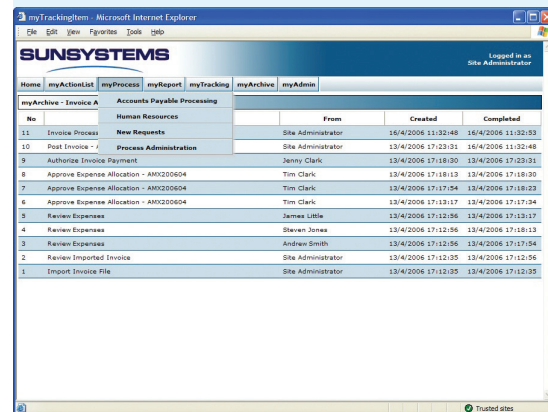 myTrackingItem - Microsoft Internet Explorer
File Edit View Favorites Tools Help
SUNSYSTEMS
Logged in as
Site Administrator
Home myActionList myProcess myReport myTracking myArchive myAdmin
myArchive - Invoice A
Accounts Payable Processing
Human Resources
New Requests
Process Administration
No From Created Completed
11 Invoice Process Site Administrator 16/4/2006 11:32:48 16/4/2006 11:32:53
10 Post Invoice - Site Administrator 13/4/2006 17:23:31 16/4/2006 11:32:48
9 Authorize Invoice Payment Jenny Clark 13/4/2006 17:18:30 13/4/2006 17:23:31
8 Approve Expense Allocation - AMX200604 Tim Clark 13/4/2006 17:18:13 13/4/2006 17:18:30
7 Approve Expense Allocation - AMX200604 Tim Clark 13/4/2006 17:17:54 13/4/2006 17:18:23
6 Approve Expense Allocation - AMX200604 Tim Clark 13/4/2006 17:13:17 13/4/2006 17:17:34
5 Review Expenses James Little 13/4/2006 17:12:56 13/4/2006 17:13:17
4 Review Expenses Steven Jones 13/4/2006 17:12:56 13/4/2006 17:18:13
3 Review Expenses Andrew Smith 13/4/2006 17:12:56 13/4/2006 17:17:54
2 Review Imported Invoice Site Administrator 13/4/2006 17:12:35 13/4/2006 17:12:56
1 Import Invoice File Site Administrator 13/4/2006 17:12:35 13/4/2006 17:12:35
Trusted sites